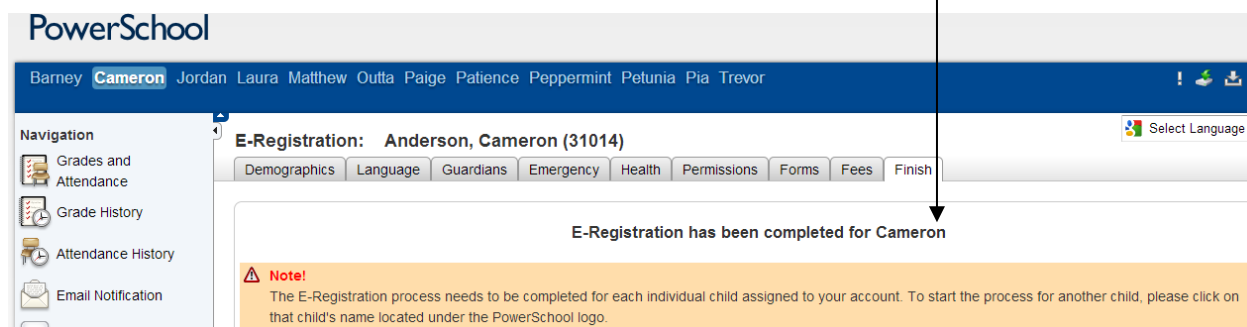 PowerSchool
Barney Cameron Jordan Laura Matthew Outta Paige Patience Peppermint Petunia Pia Trevor
Navigation
Grades and
Attendance
Grade History
Attendance History
Email Notification
E-Registration: Anderson, Cameron (31014)
Select Language
Demographics Language Guardians Emergency Health Permissions Forms Fees Finish
E-Registration has been completed for Cameron
Note!
The E-Registration process needs to be completed for each individual child assigned to your account. To start the process for another child, please click on
that child's name located under the PowerSchool logo.